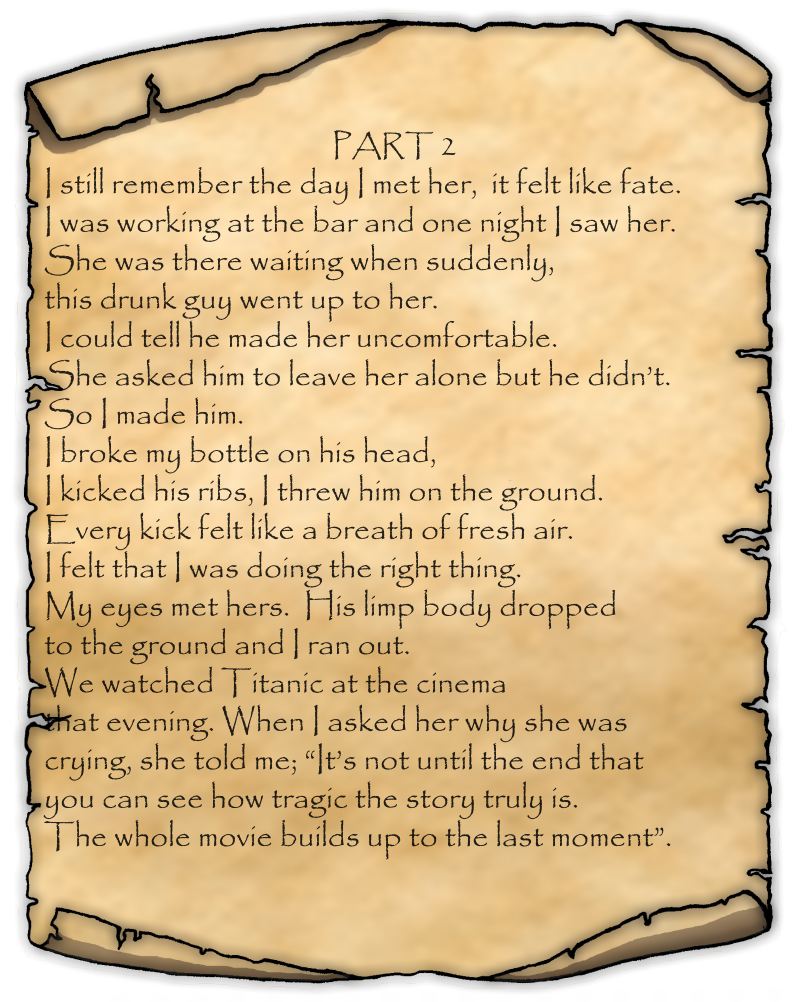 PART 2
I still remember the day I met her,  it felt like fate.
I was working at the bar and one night I saw her.
She was there waiting when suddenly,
this drunk guy went up to her.
I could tell he made her uncomfortable.
She asked him to leave her alone but he didn’t.
So I made him.
I broke my bottle on his head,
I kicked his ribs, I threw him on the ground.
Every kick felt like a breath of fresh air.
I felt that I was doing the right thing.
My eyes met hers.  His limp body dropped
to the ground and I ran out.
We watched Titanic at the cinema
that evening. When I asked her why she was
crying, she told me; “It’s not until the end that
you can see how tragic the story truly is.
The whole movie builds up to the last moment”.